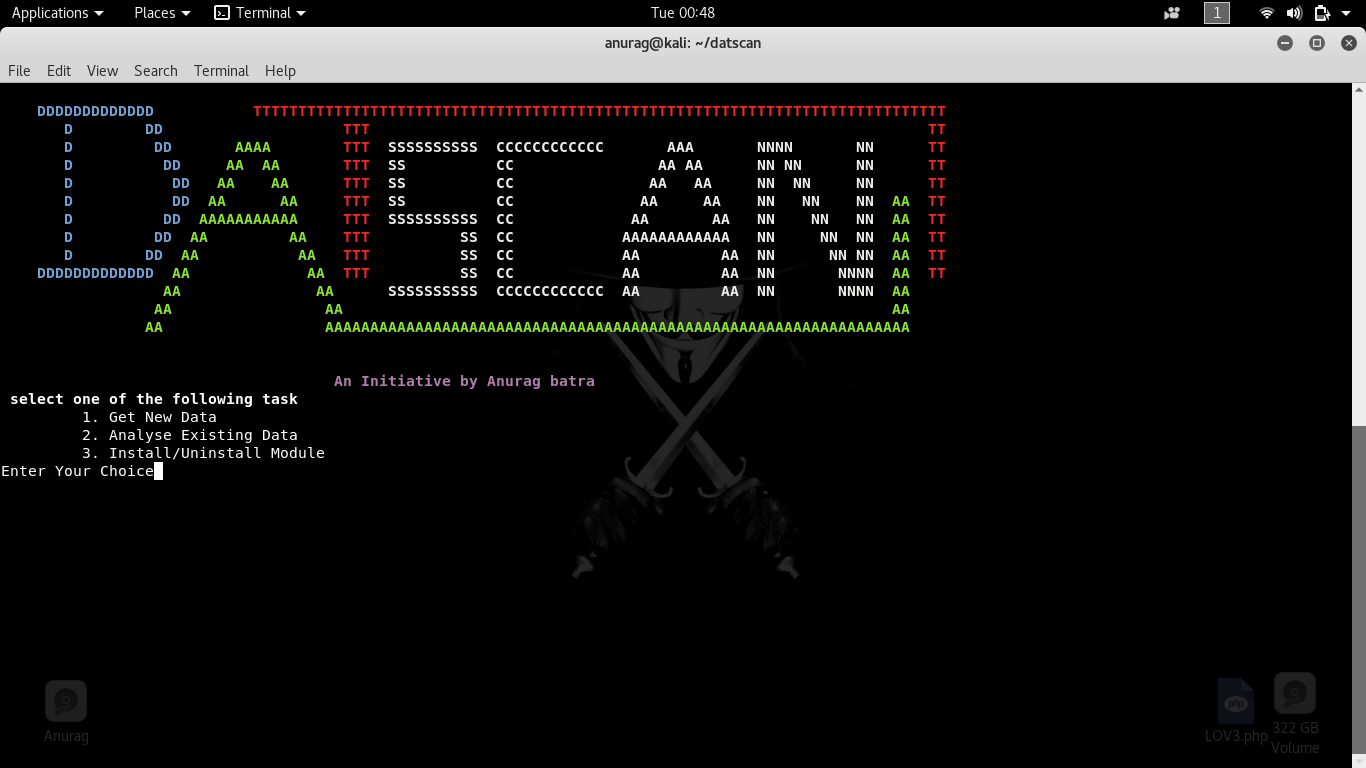 Applications Places Terminal Tue 00:48 1
anurag@kali: ~/datscan
File Edit View Search Terminal Help
DDDDDDDDDDDDD           TTTTTTTTTTTTTTTTTTTTTTTTTTTTTTTTTTTTTTTTTTTTTTTTTTTTTTTTTTTTTTTTTTTTTTTTTTTTT
   D        DD                    TTT                                                              TT
   D         DD       AAAA        TTT  SSSSSSSSSS  CCCCCCCCCCCC       AAA       NNNN       NN      TT
   D          DD     AA  AA       TTT  SS          CC                AA AA      NN NN      NN      TT
   D           DD   AA    AA      TTT  SS          CC               AA   AA     NN  NN     NN      TT
   D           DD  AA      AA     TTT  SS          CC              AA     AA    NN   NN    NN  AA  TT
   D          DD  AAAAAAAAAAA     TTT  SSSSSSSSSS  CC             AA       AA   NN    NN   NN  AA  TT
   D         DD  AA         AA    TTT          SS  CC            AAAAAAAAAAAA   NN     NN  NN  AA  TT
   D        DD  AA           AA   TTT          SS  CC            AA         AA  NN      NN NN  AA  TT
DDDDDDDDDDDDD  AA             AA  TTT          SS  CC            AA         AA  NN       NNNN  AA  TT
              AA               AA      SSSSSSSSSS  CCCCCCCCCCCC  AA         AA  NN       NNNN  AA
             AA                 AA                                                             AA
            AA                  AAAAAAAAAAAAAAAAAAAAAAAAAAAAAAAAAAAAAAAAAAAAAAAAAAAAAAAAAAAAAAAAA
An Initiative by Anurag batra
select one of the following task
1. Get New Data
2. Analyse Existing Data
3. Install/Uninstall Module
Enter Your Choice
Anurag
php
LOV3.php
322 GB
Volume